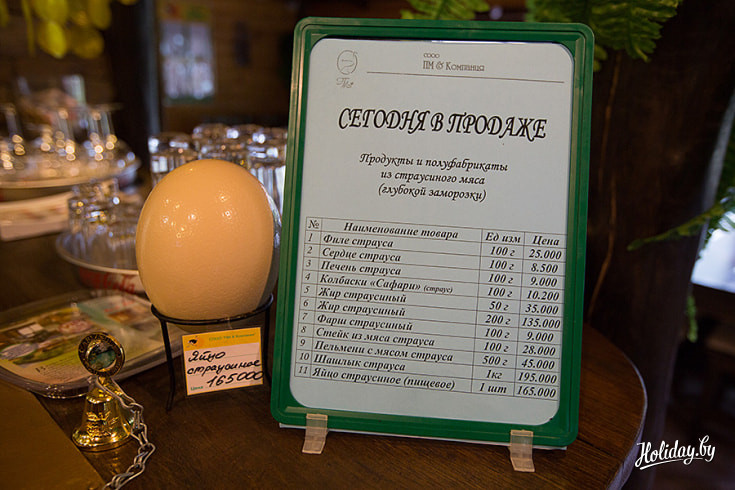 СООО
ПМ & Компания
СЕГОДНЯ В ПРОДАЖЕ
Продукты и полуфабрикаты
из страусиного мяса
(глубокой заморозки)
№ Наименование товара Ед изм Цена
1 Филе страуса 100 г 25.000
2 Сердце страуса 100 г 8.500
3 Печень страуса 100 г 9.000
4 Колбаски «Сафари» (страус) 100 г 10.200
5 Жир страусиный 50 г 35.000
6 Жир страусиный 200 г 135.000
7 Фарш страусиный 100 г 9.000
8 Стейк из мяса страуса 100 г 28.000
9 Пельмени с мясом страуса 500 г 45.000
10 Шашлык страуса 1кг 195.000
11 Яйцо страусиное (пищевое) 1 шт 165.000
Яйцо
страусиное
Цена 165000
Holiday.by